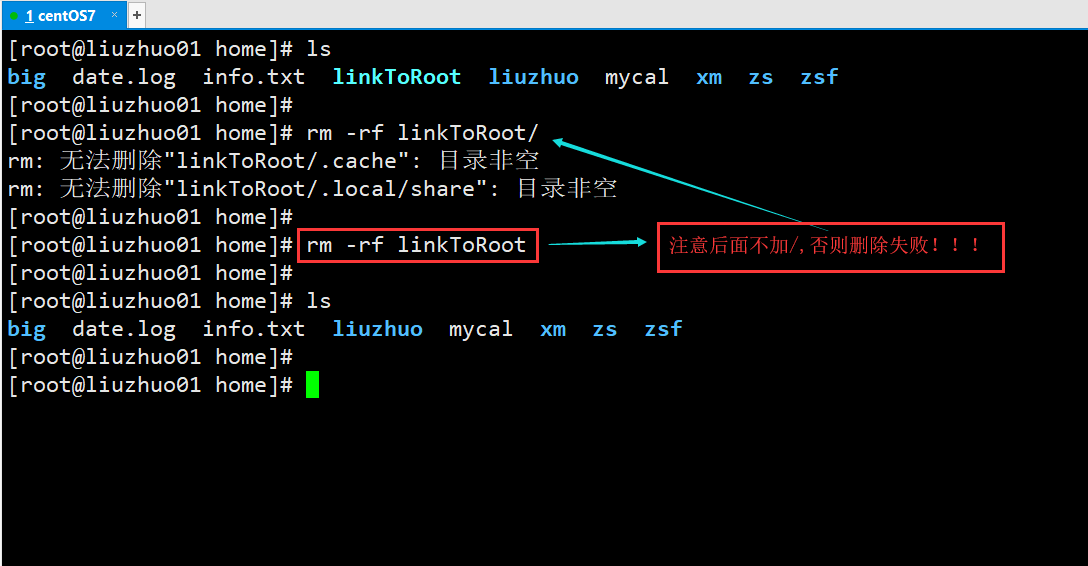 1 centOS7 × +
[root@liuzhuo01 home]# ls
big date.log info.txt linkToRoot liuzhuo mycal xm zs zsf
[root@liuzhuo01 home]#
[root@liuzhuo01 home]# rm -rf linkToRoot/
rm: 无法删除"linkToRoot/.cache": 目录非空
rm: 无法删除"linkToRoot/.local/share": 目录非空
[root@liuzhuo01 home]#
[root@liuzhuo01 home]# rm -rf linkToRoot
注意后面不加/,否则删除失败！！！
[root@liuzhuo01 home]#
[root@liuzhuo01 home]# ls
big date.log info.txt liuzhuo mycal xm zs zsf
[root@liuzhuo01 home]#
[root@liuzhuo01 home]#